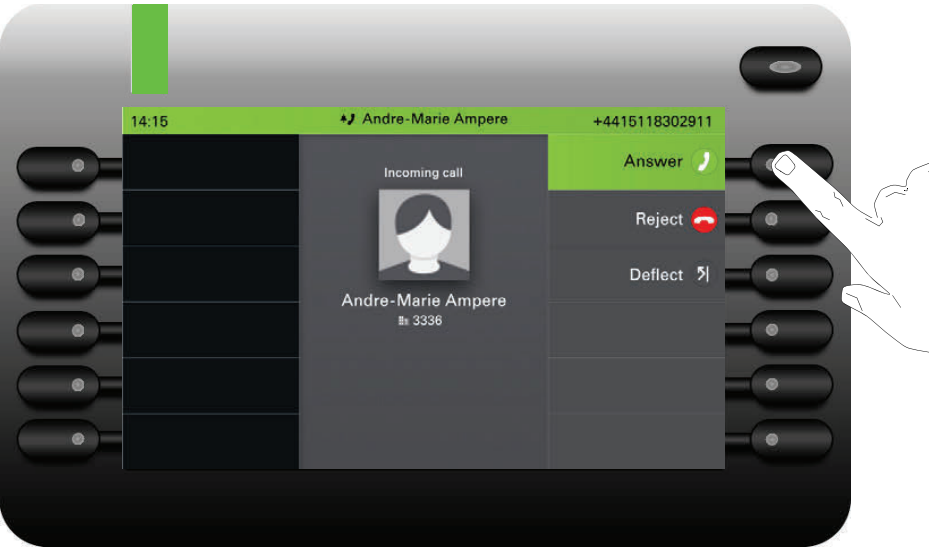 14:15 Andre-Marie Ampere +4415118302911
Incoming call
Answer
Reject
Deflect
Andre-Marie Ampere
3336